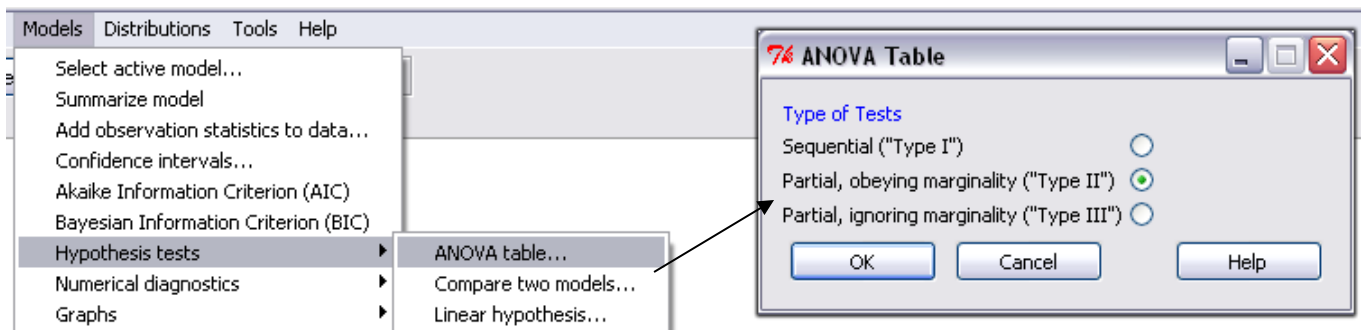 Models Distributions Tools Help
Select active model...
Summarize model
Add observation statistics to data...
Confidence intervals...
Akaike Information Criterion (AIC)
Bayesian Information Criterion (BIC)
Hypothesis tests
Numerical diagnostics
Graphs
ANOVA table...
Compare two models...
Linear hypothesis...
ANOVA Table
Type of Tests
Sequential ("Type I")
Partial, obeying marginality ("Type II")
Partial, ignoring marginality ("Type III")
OK Cancel Help